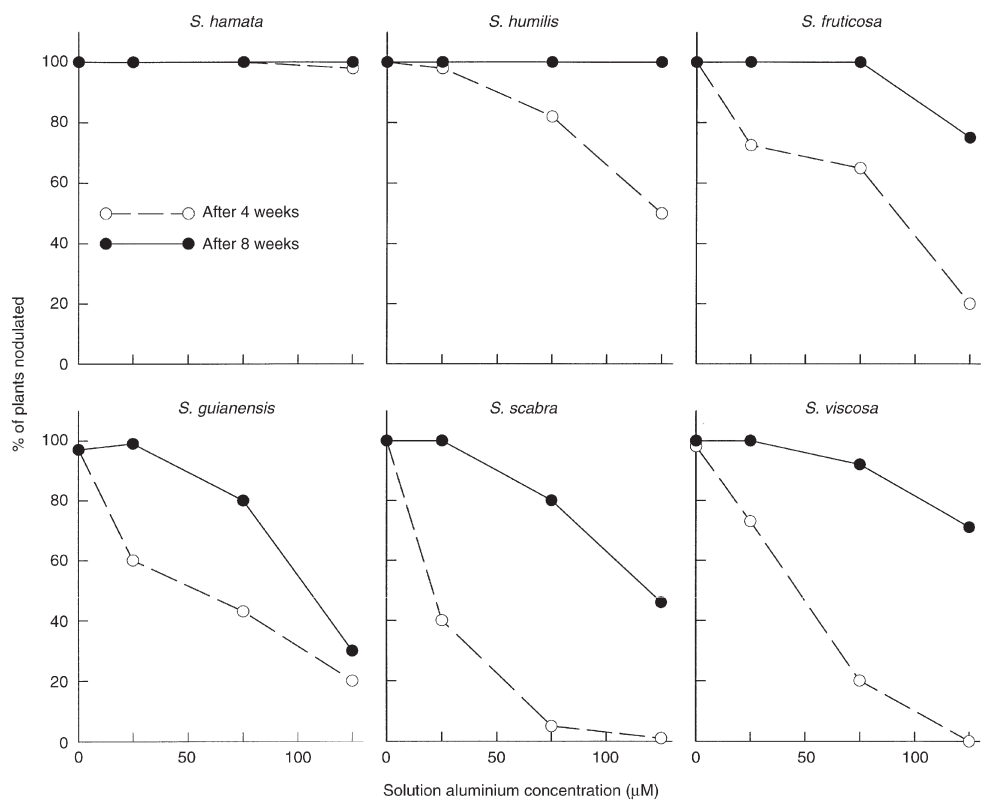 S. hamata
S. humilis
S. fruticosa
100
80
60
40
20
0
After 4 weeks
After 8 weeks
% of plants nodulated
S. guianensis
S. scabra
S. viscosa
100
80
60
40
20
0
0 50 100
0 50 100
0 50 100
Solution aluminium concentration (μM)